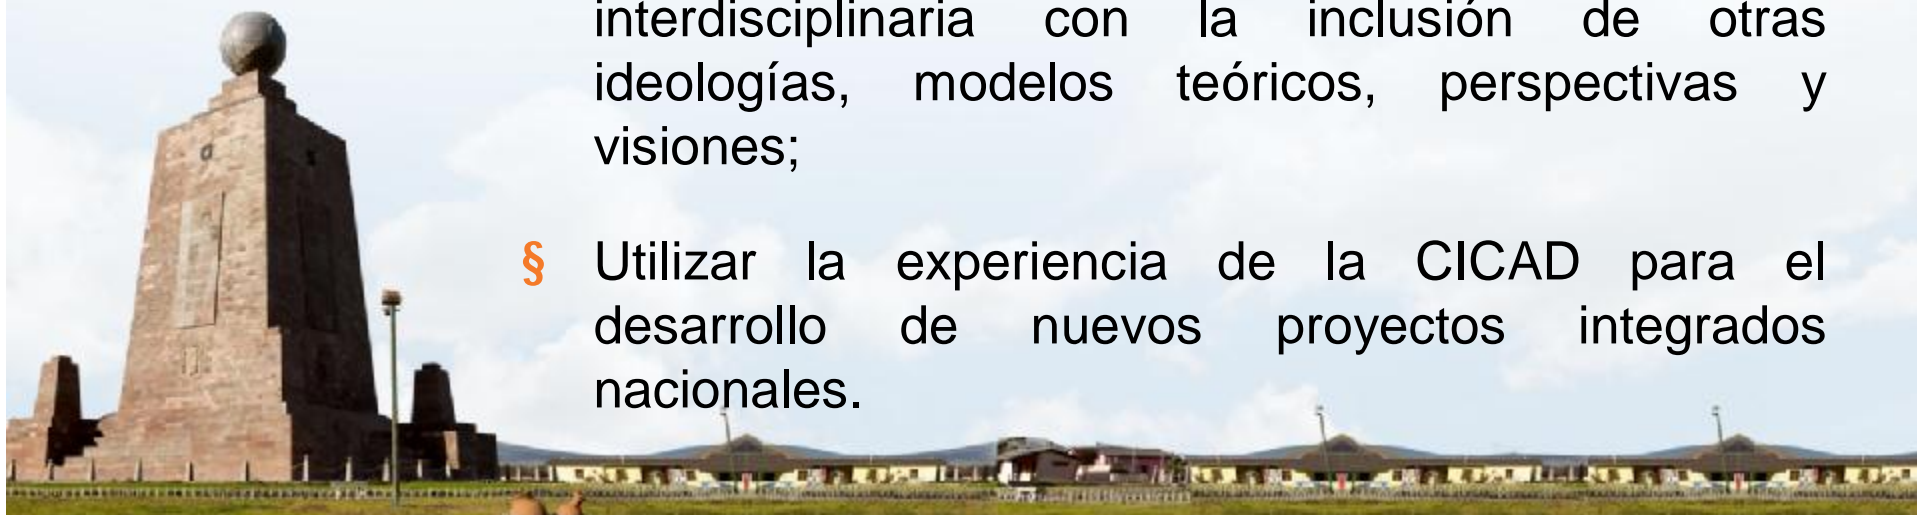 interdisciplinaria con la inclusión de otras
ideologías, modelos teóricos, perspectivas y
visiones;
§ Utilizar la experiencia de la CICAD para el
desarrollo de nuevos proyectos integrados
nacionales.